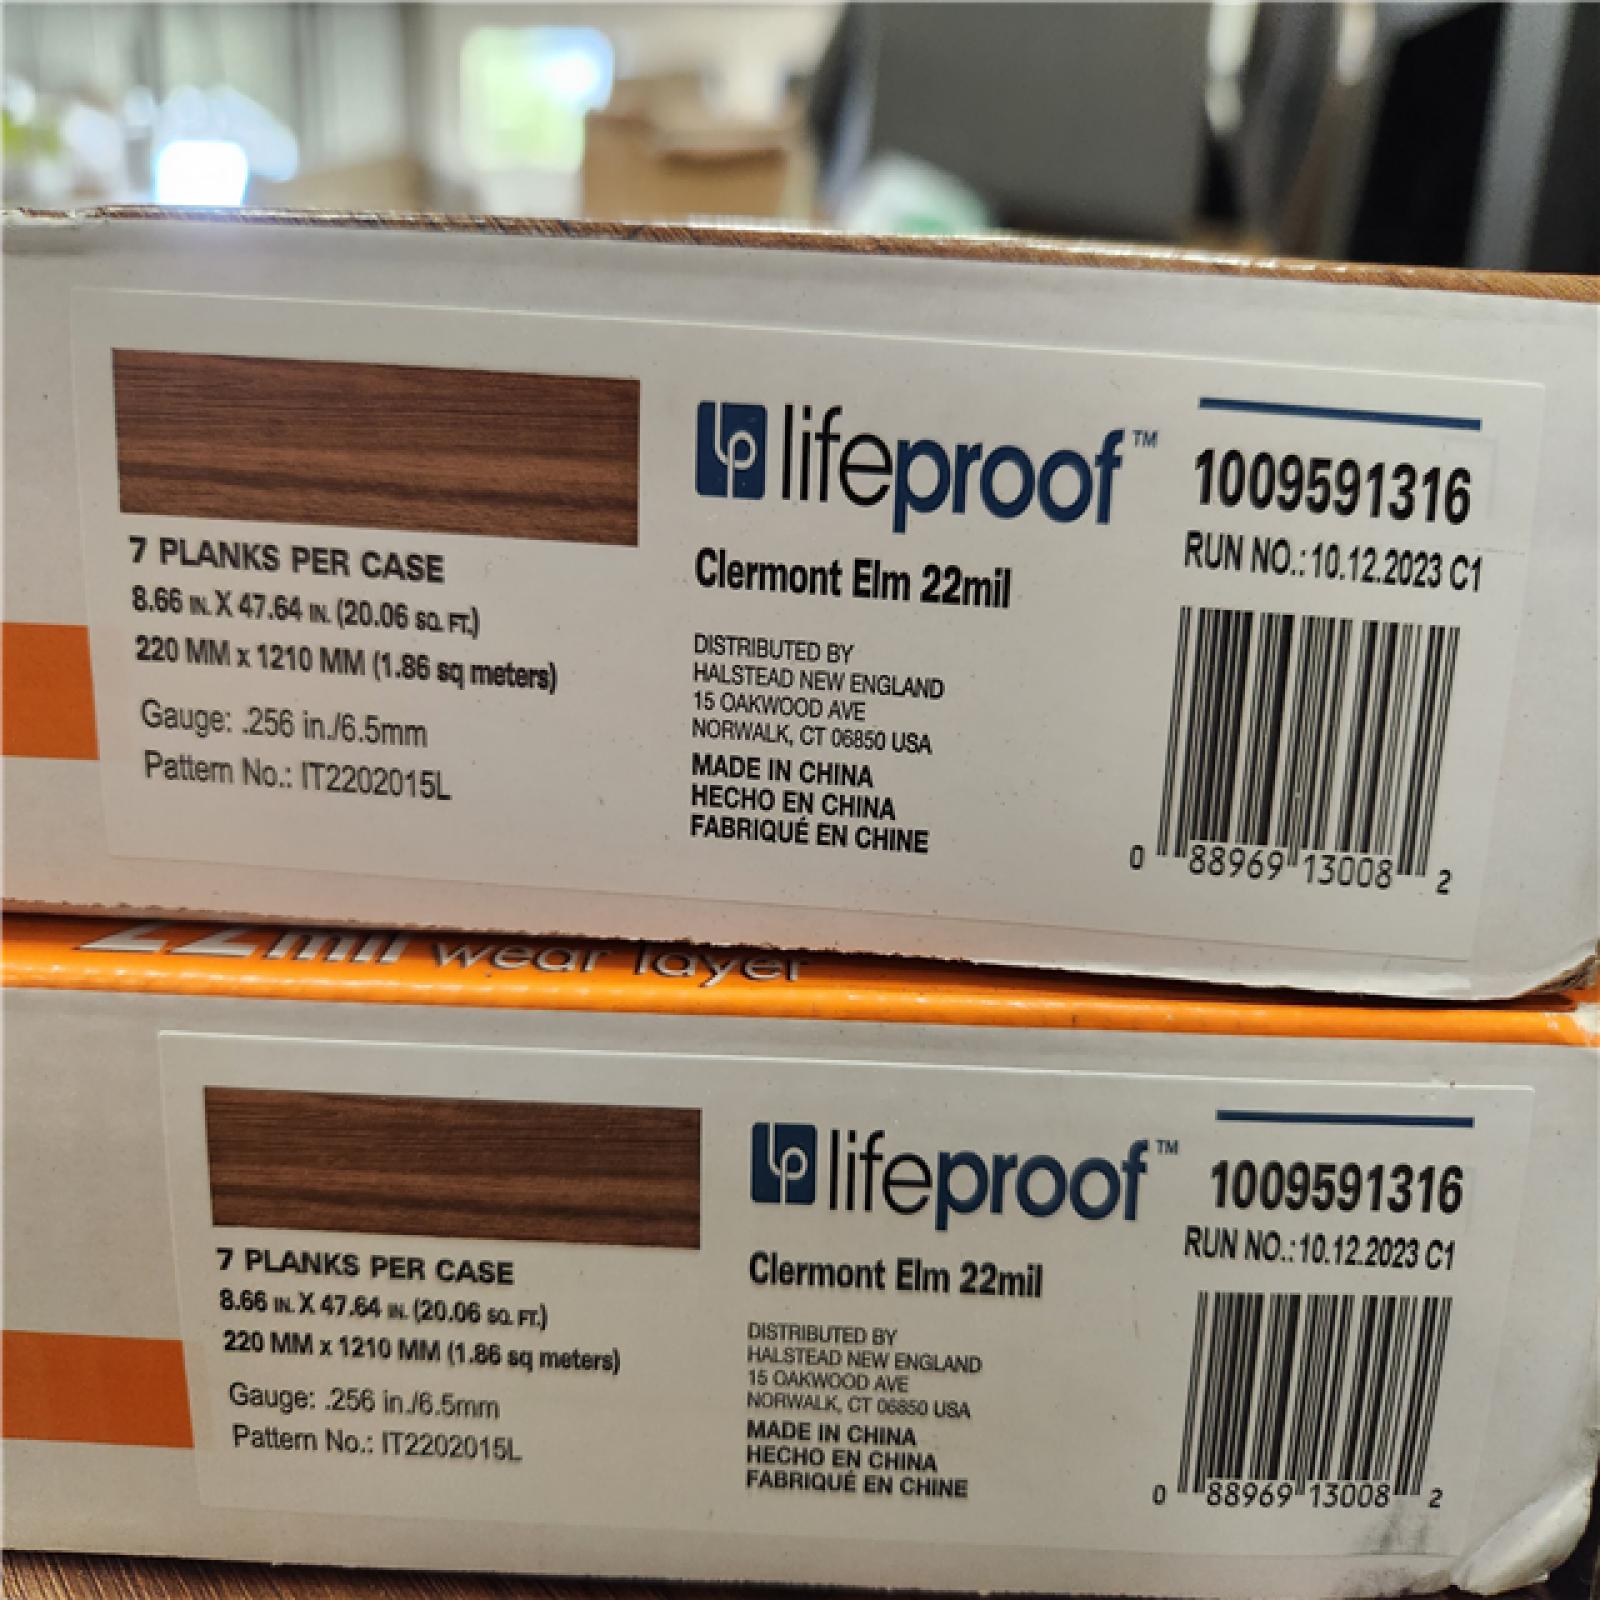 lp lifeproof™
1009591316
RUN NO.: 10.12.2023 C1
7 PLANKS PER CASE
8.66 IN. X 47.64 IN. (20.06 SQ. FT.)
220 MM x 1210 MM (1.86 sq meters)
Gauge: .256 in./6.5mm
Pattern No.: IT2202015L
Clermont Elm 22mil
DISTRIBUTED BY
HALSTEAD NEW ENGLAND
15 OAKWOOD AVE
NORWALK, CT 06850 USA
MADE IN CHINA
HECHO EN CHINA
FABRIQUÉ EN CHINE
0 88969 13008 2
22mil wear layer
lp lifeproof™
1009591316
RUN NO.: 10.12.2023 C1
7 PLANKS PER CASE
8.66 IN. X 47.64 IN. (20.06 SQ. FT.)
220 MM x 1210 MM (1.86 sq meters)
Gauge: .256 in./6.5mm
Pattern No.: IT2202015L
Clermont Elm 22mil
DISTRIBUTED BY
HALSTEAD NEW ENGLAND
15 OAKWOOD AVE
NORWALK, CT 06850 USA
MADE IN CHINA
HECHO EN CHINA
FABRIQUÉ EN CHINE
0 88969 13008 2